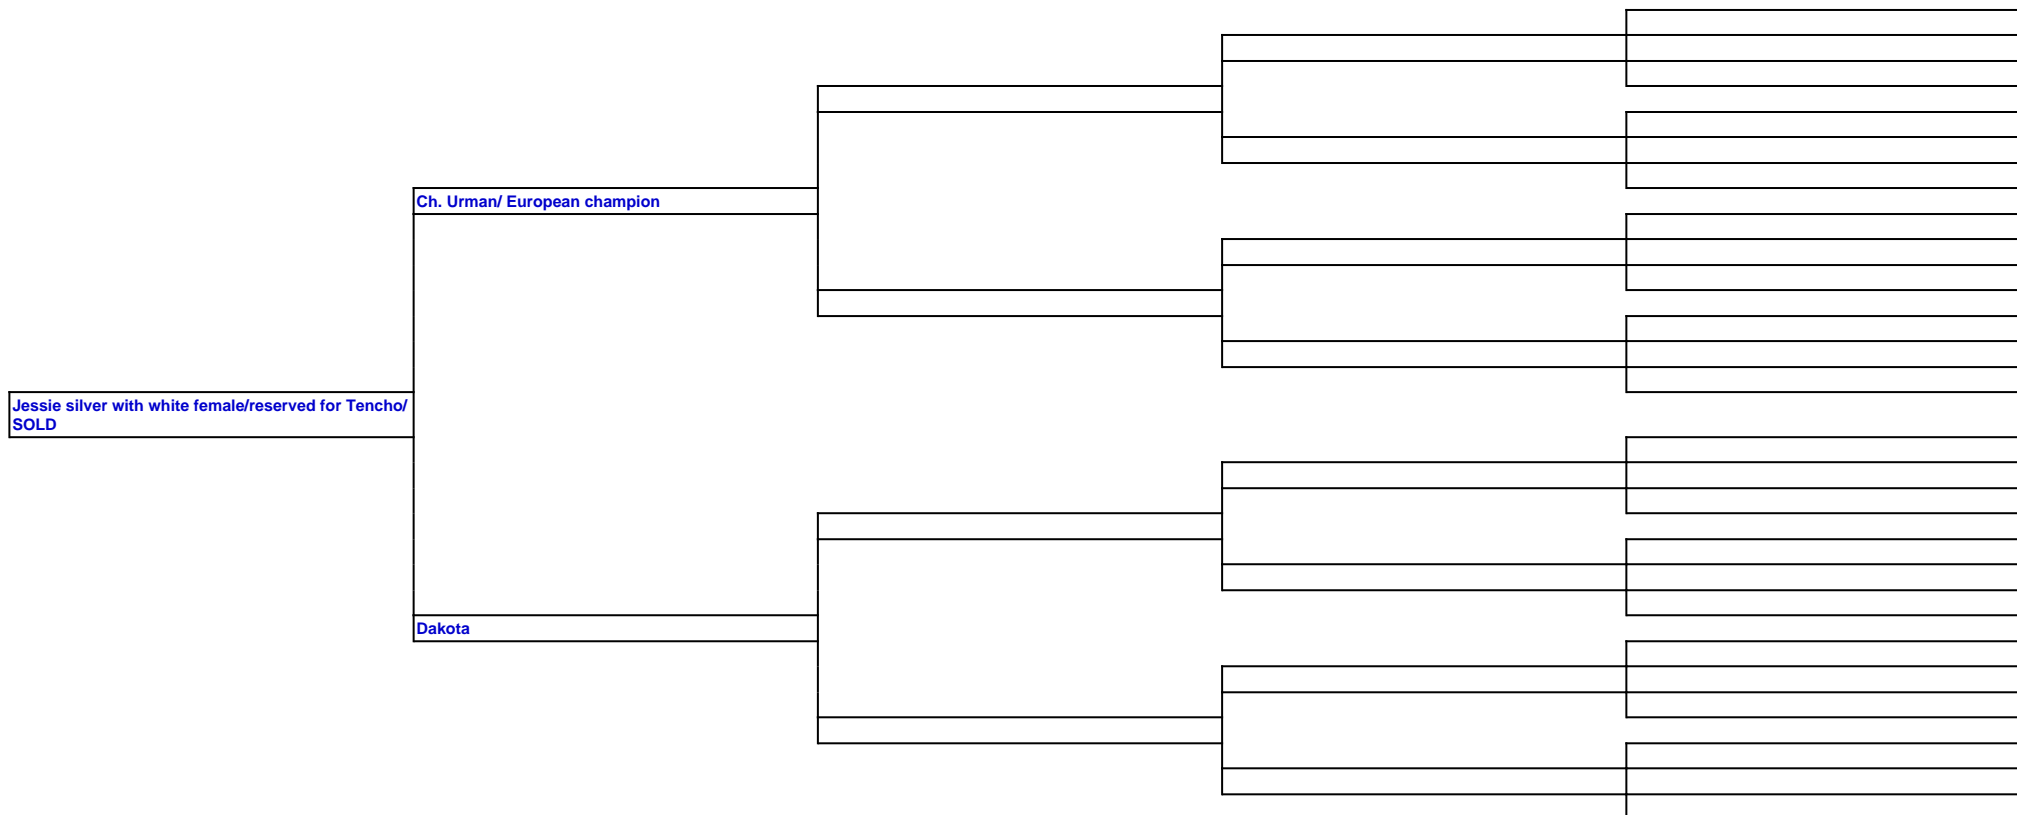 Ch. Urman/ European champion
Jessie silver with white female/reserved for Tencho/
SOLD
Dakota